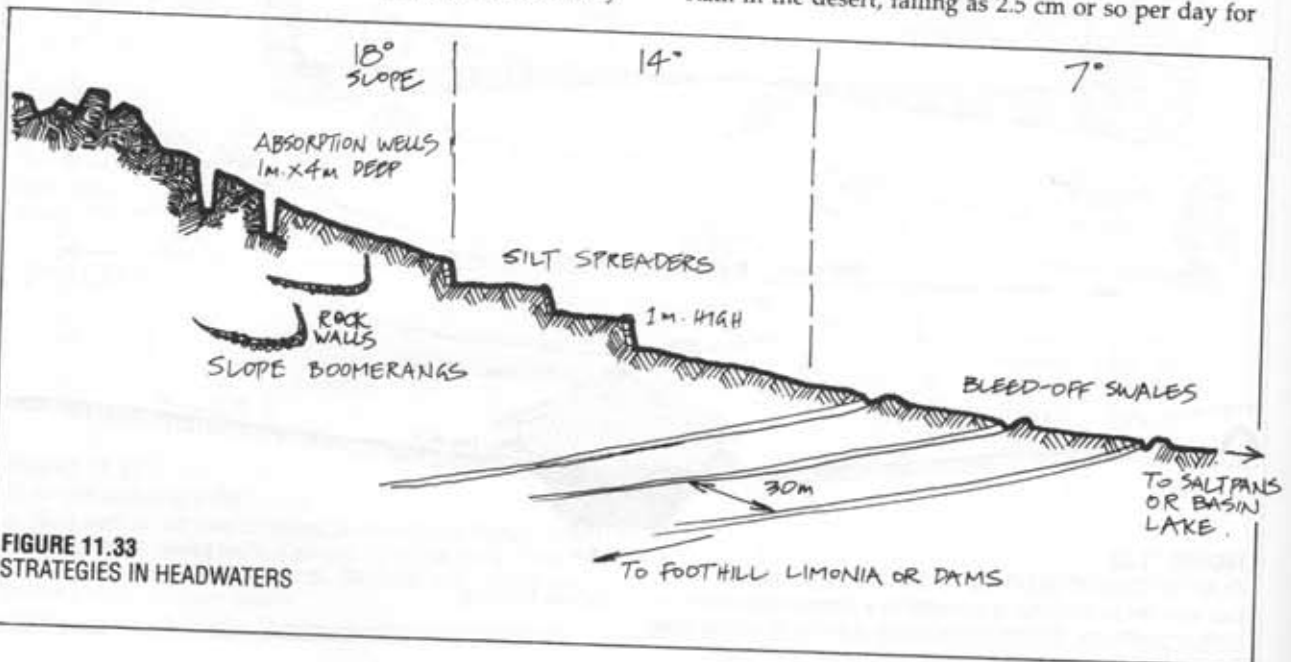 rain in the desert, falling as 2.5 cm or so per day for
18°
SLOPE
14°
7°
ABSORPTION WELLS
1m. X 4m DEEP
SILT SPREADERS
1m. HIGH
ROCK
WALLS
SLOPE BOOMERANGS
BLEED-OFF SWALES
30m
TO SALTPANS
OR BASIN
LAKE.
TO FOOTHILL LIMONIA OR DAMS
FIGURE 11.33
STRATEGIES IN HEADWATERS